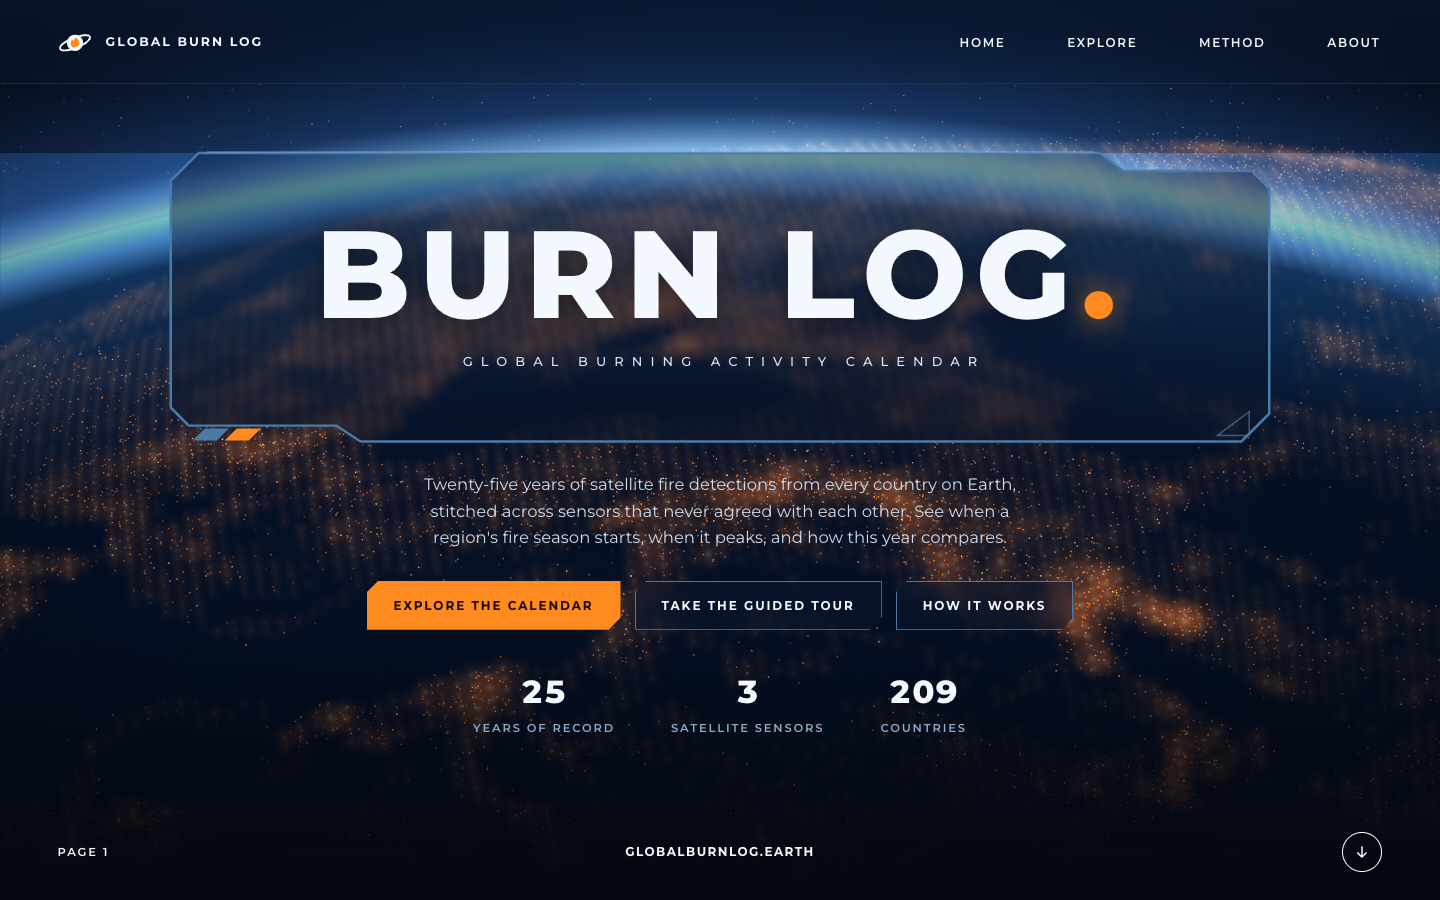 GLOBAL BURN LOG
HOME EXPLORE METHOD ABOUT
BURN LOG.
GLOBAL BURNING ACTIVITY CALENDAR
Twenty-five years of satellite fire detections from every country on Earth,
stitched across sensors that never agreed with each other. See when a
region's fire season starts, when it peaks, and how this year compares.
EXPLORE THE CALENDAR TAKE THE GUIDED TOUR HOW IT WORKS
25 3 209
YEARS OF RECORD SATELLITE SENSORS COUNTRIES
PAGE 1 GLOBALBURNLOG.EARTH